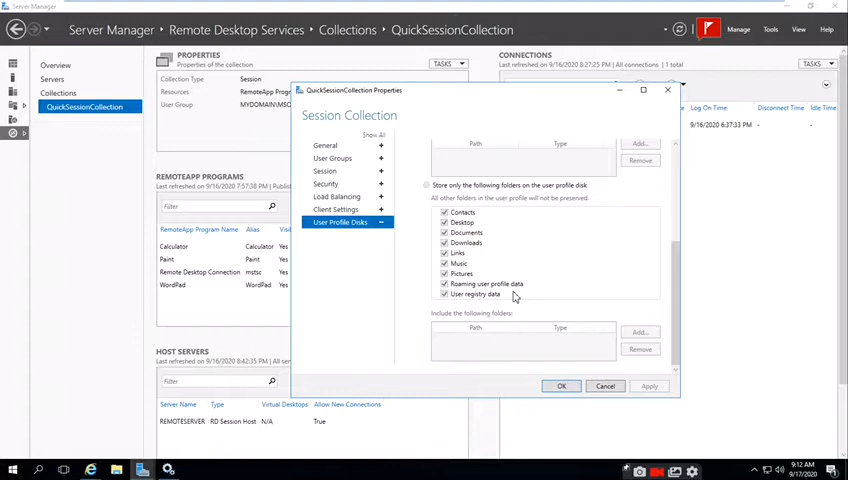 Server Manager
Server Manager › Remote Desktop Services › Collections › QuickSessionCollection
Manage Tools View Help
Overview
Servers
Collections
QuickSessionCollection
PROPERTIES
Properties of the collection
TASKS
Collection Type Session
Resources RemoteApp Progr
User Group MYDOMAIN\MSO
CONNECTIONS
Last refreshed on 9/16/2020 8:27:25 PM | All connections | 1 total
TASKS
Log On Time Disconnect Time Idle Time
9/16/2020 6:37:33 PM - -
REMOTEAPP PROGRAMS
Last refreshed on 9/16/2020 7:57:38 PM | Publis
Filter
RemoteApp Program Name Alias Visibl
Calculator Calculator Yes
Paint Paint Yes
Remote Desktop Connection mstsc Yes
WordPad WordPad Yes
HOST SERVERS
Last refreshed on 9/16/2020 8:42:35 PM | All ser
Filter
Server Name Type Virtual Desktops Allow New Connections
REMOTESERVER RD Session Host N/A True
QuickSessionCollection Properties
Session Collection
Show All
General +
User Groups +
Session +
Security +
Load Balancing +
Client Settings +
User Profile Disks –
Path Type
Add...
Remove
Store only the following folders on the user profile disk
All other folders in the user profile will not be preserved.
Contacts
Desktop
Documents
Downloads
Links
Music
Pictures
Roaming user profile data
User registry data
Include the following folders:
Path Type
Add...
Remove
OK Cancel Apply
9:12 AM
9/17/2020